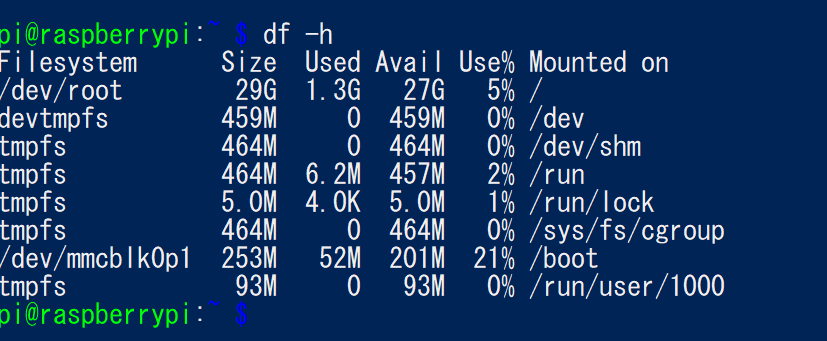 pi@raspberrypi:~ $ df -h
Filesystem      Size  Used Avail Use% Mounted on
/dev/root        29G  1.3G   27G   5% /
devtmpfs        459M     0  459M   0% /dev
tmpfs           464M     0  464M   0% /dev/shm
tmpfs           464M  6.2M  457M   2% /run
tmpfs           5.0M  4.0K  5.0M   1% /run/lock
tmpfs           464M     0  464M   0% /sys/fs/cgroup
/dev/mmcblk0p1  253M   52M  201M  21% /boot
tmpfs            93M     0   93M   0% /run/user/1000
pi@raspberrypi:~ $